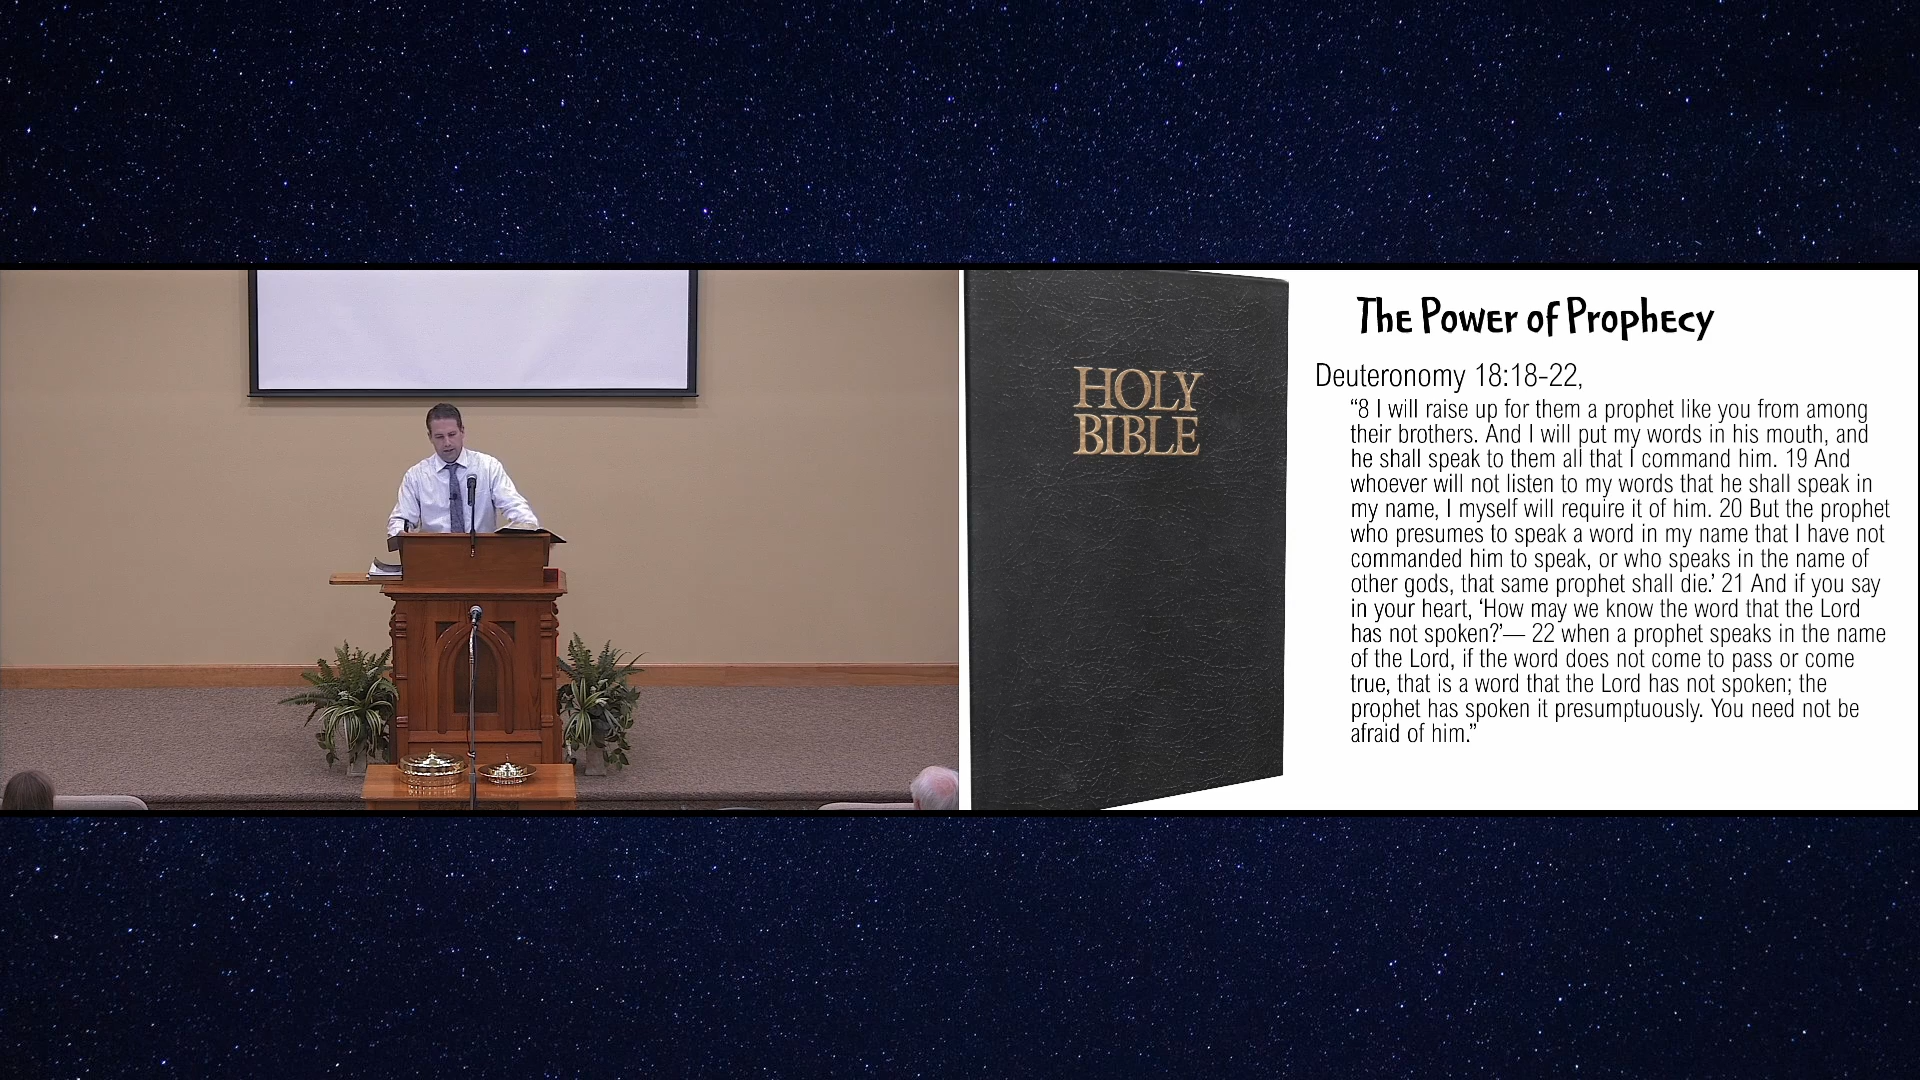 HOLY
BIBLE
The Power of Prophecy
Deuteronomy 18:18-22,
“8 I will raise up for them a prophet like you from among
their brothers. And I will put my words in his mouth, and
he shall speak to them all that I command him. 19 And
whoever will not listen to my words that he shall speak in
my name, I myself will require it of him. 20 But the prophet
who presumes to speak a word in my name that I have not
commanded him to speak, or who speaks in the name of
other gods, that same prophet shall die.’ 21 And if you say
in your heart, ‘How may we know the word that the Lord
has not spoken?’— 22 when a prophet speaks in the name
of the Lord, if the word does not come to pass or come
true, that is a word that the Lord has not spoken; the
prophet has spoken it presumptuously. You need not be
afraid of him.”